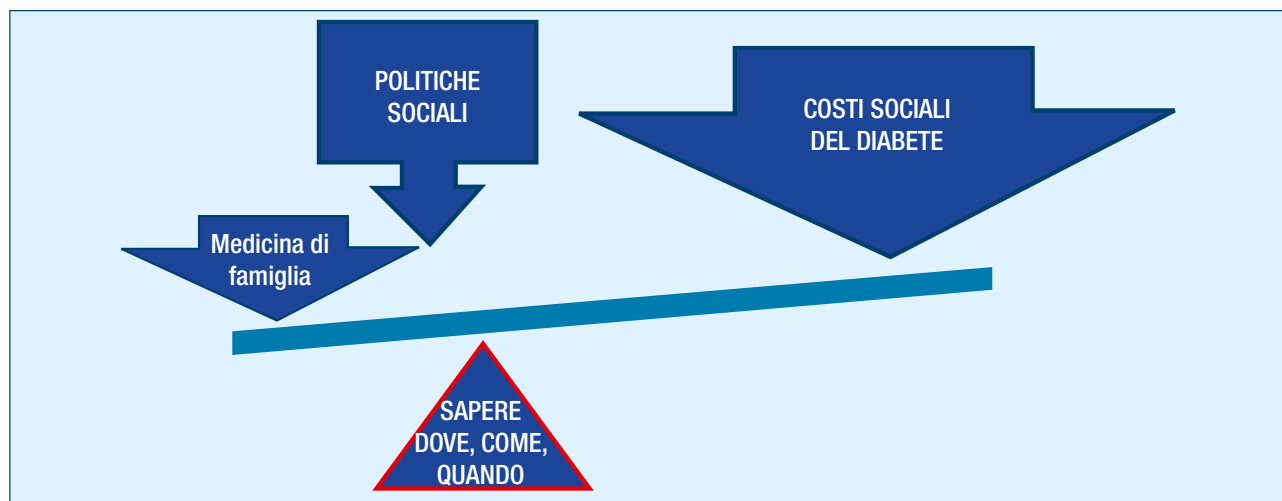 POLITICHE
SOCIALI
COSTI SOCIALI
DEL DIABETE
Medicina di
famiglia
SAPERE
DOVE, COME,
QUANDO